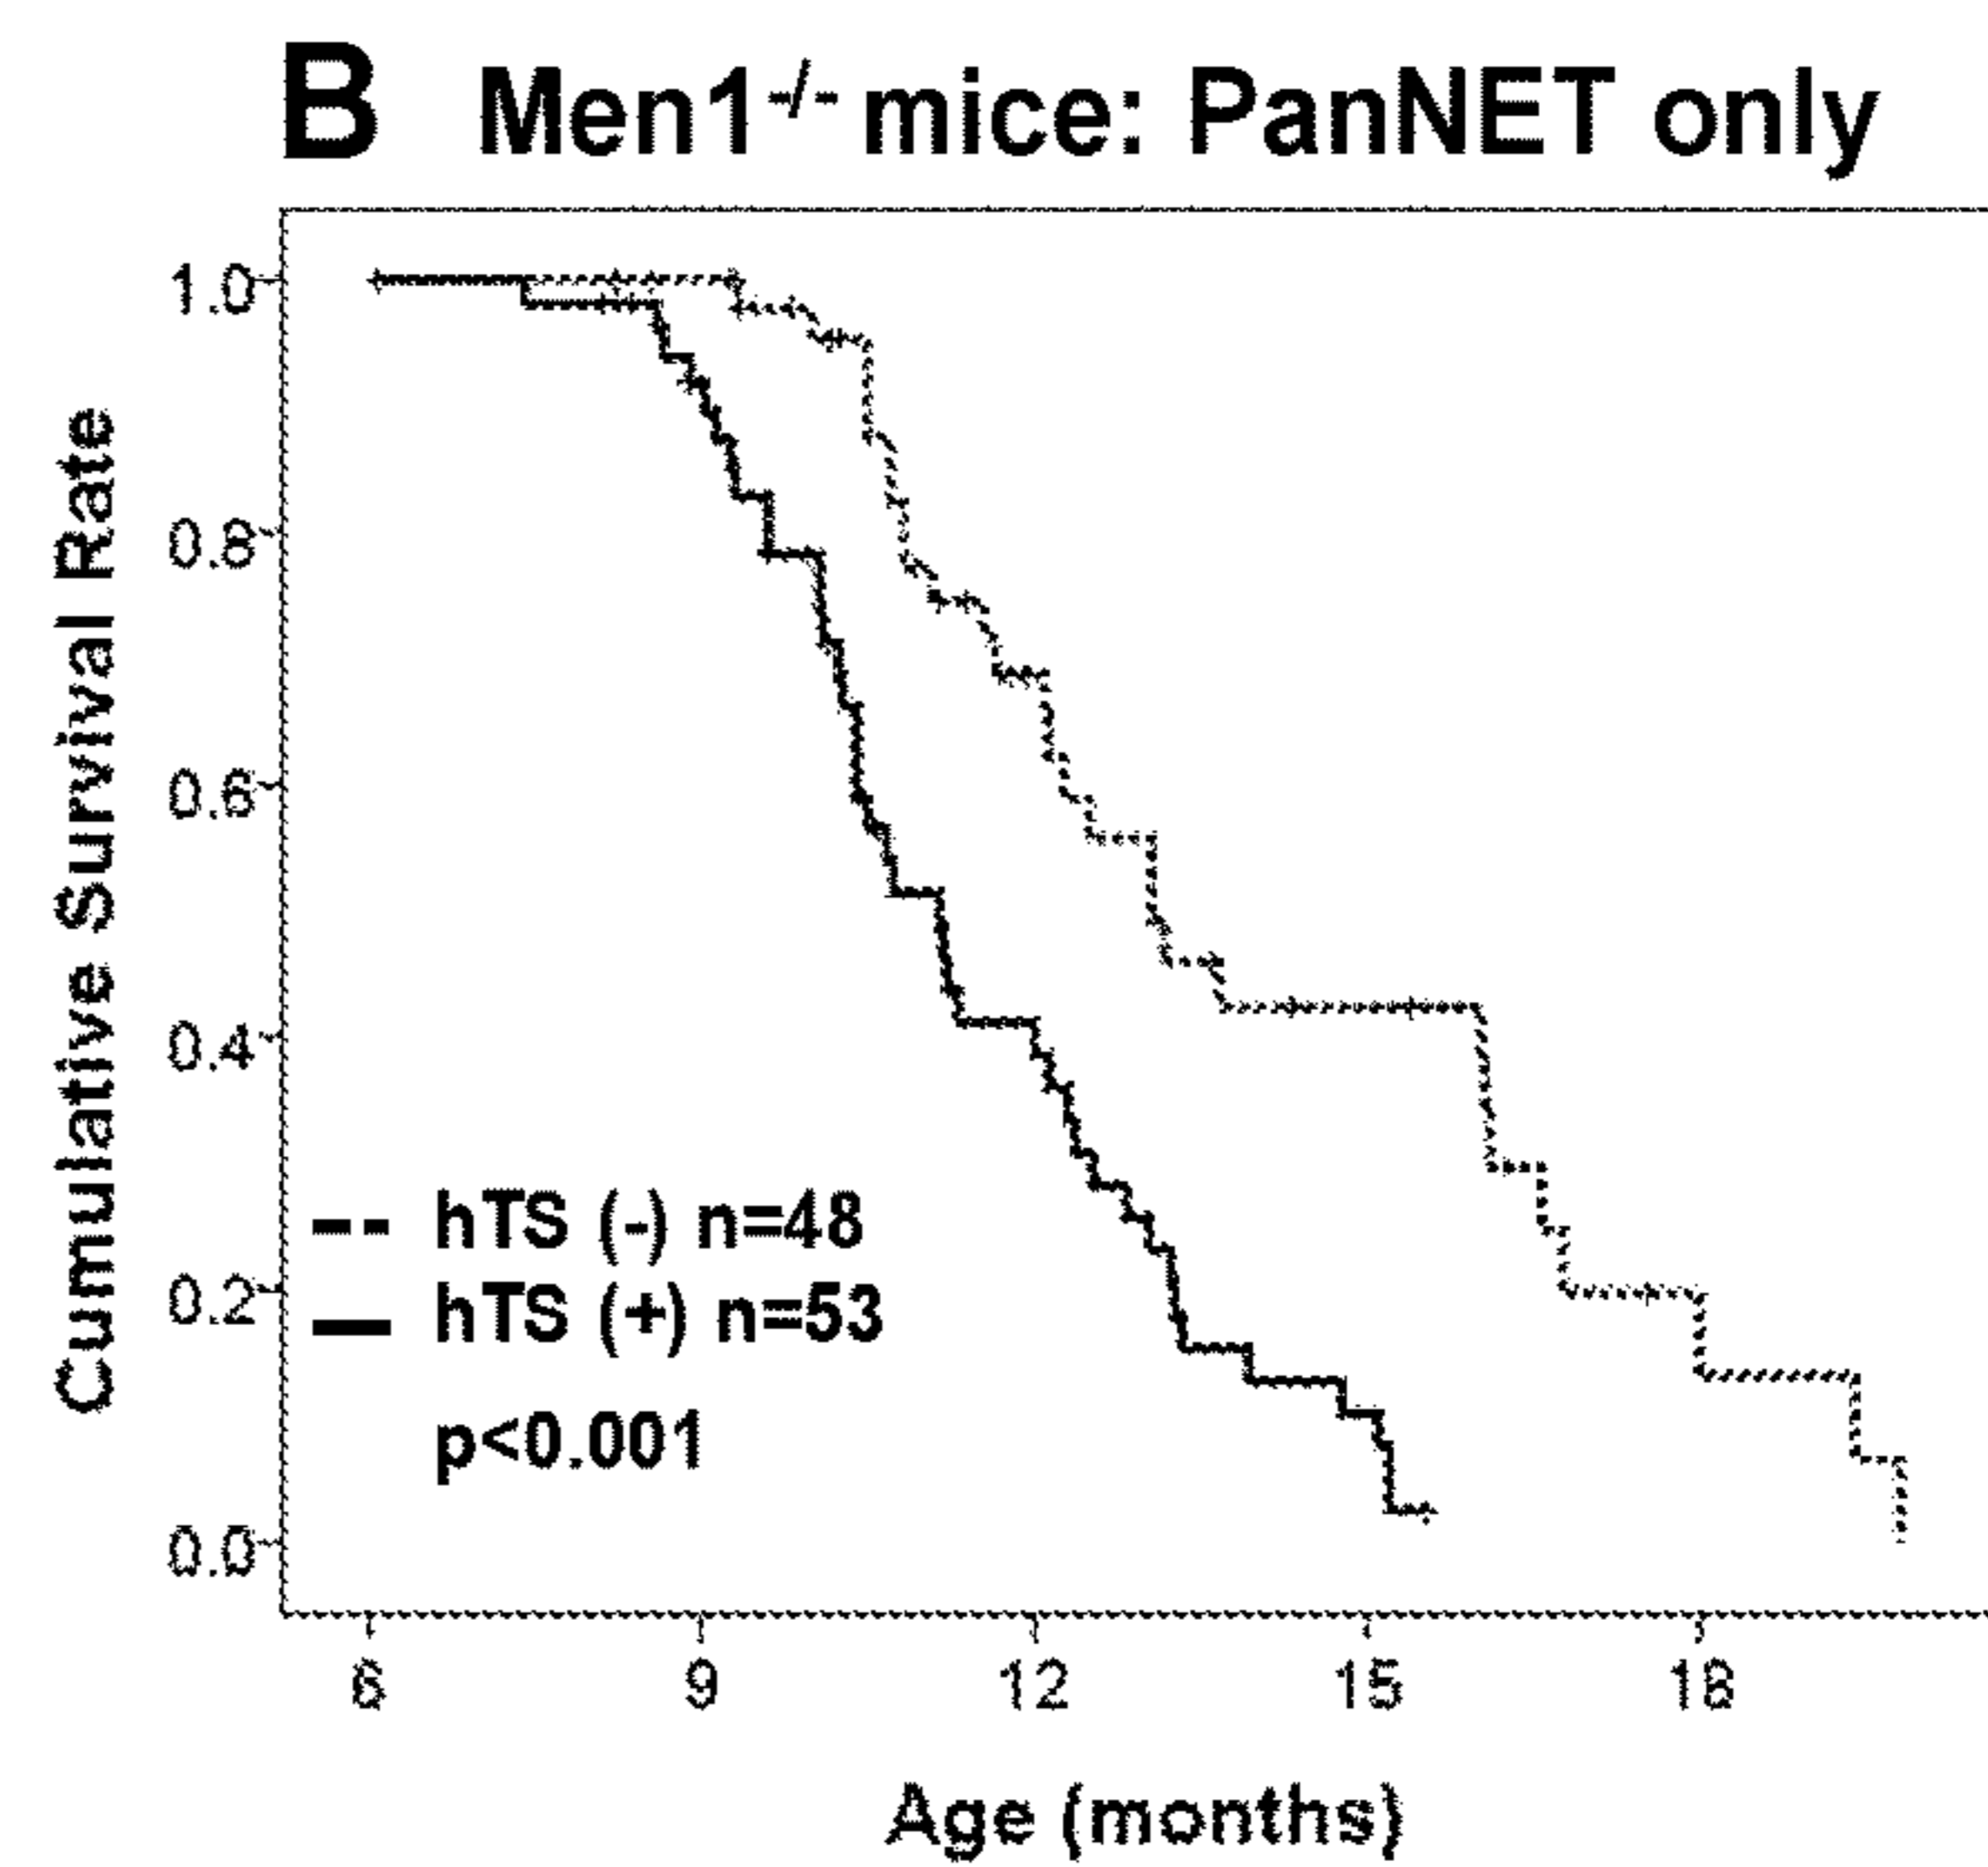 B Men1-/- mice: PanNET only
Cumulative Survival Rate
1.0
0.8
0.6
0.4
0.2
0.0
hTS (-) n=48
hTS (+) n=53
p<0.001
6 9 12 15 18
Age (months)